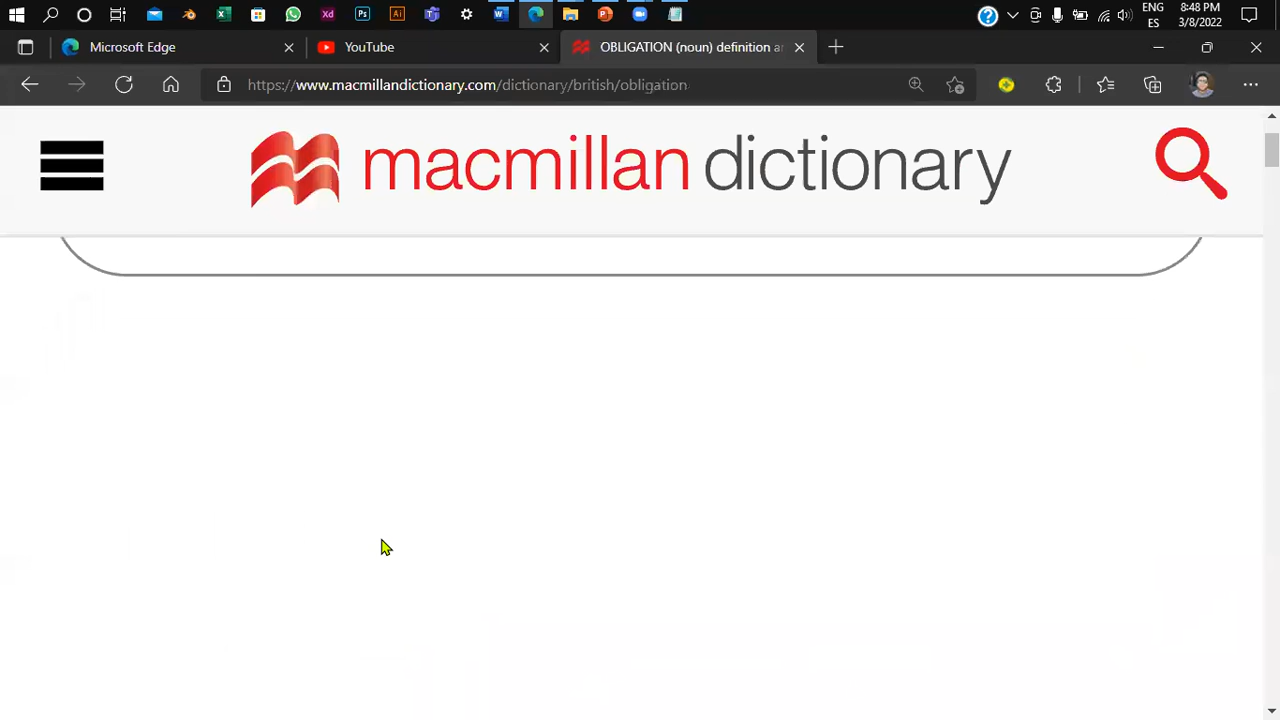 8:48 PM
ENG
ES
3/8/2022
Microsoft Edge
YouTube
OBLIGATION (noun) definition a
https://www.macmillandictionary.com/dictionary/british/obligation
macmillan dictionary